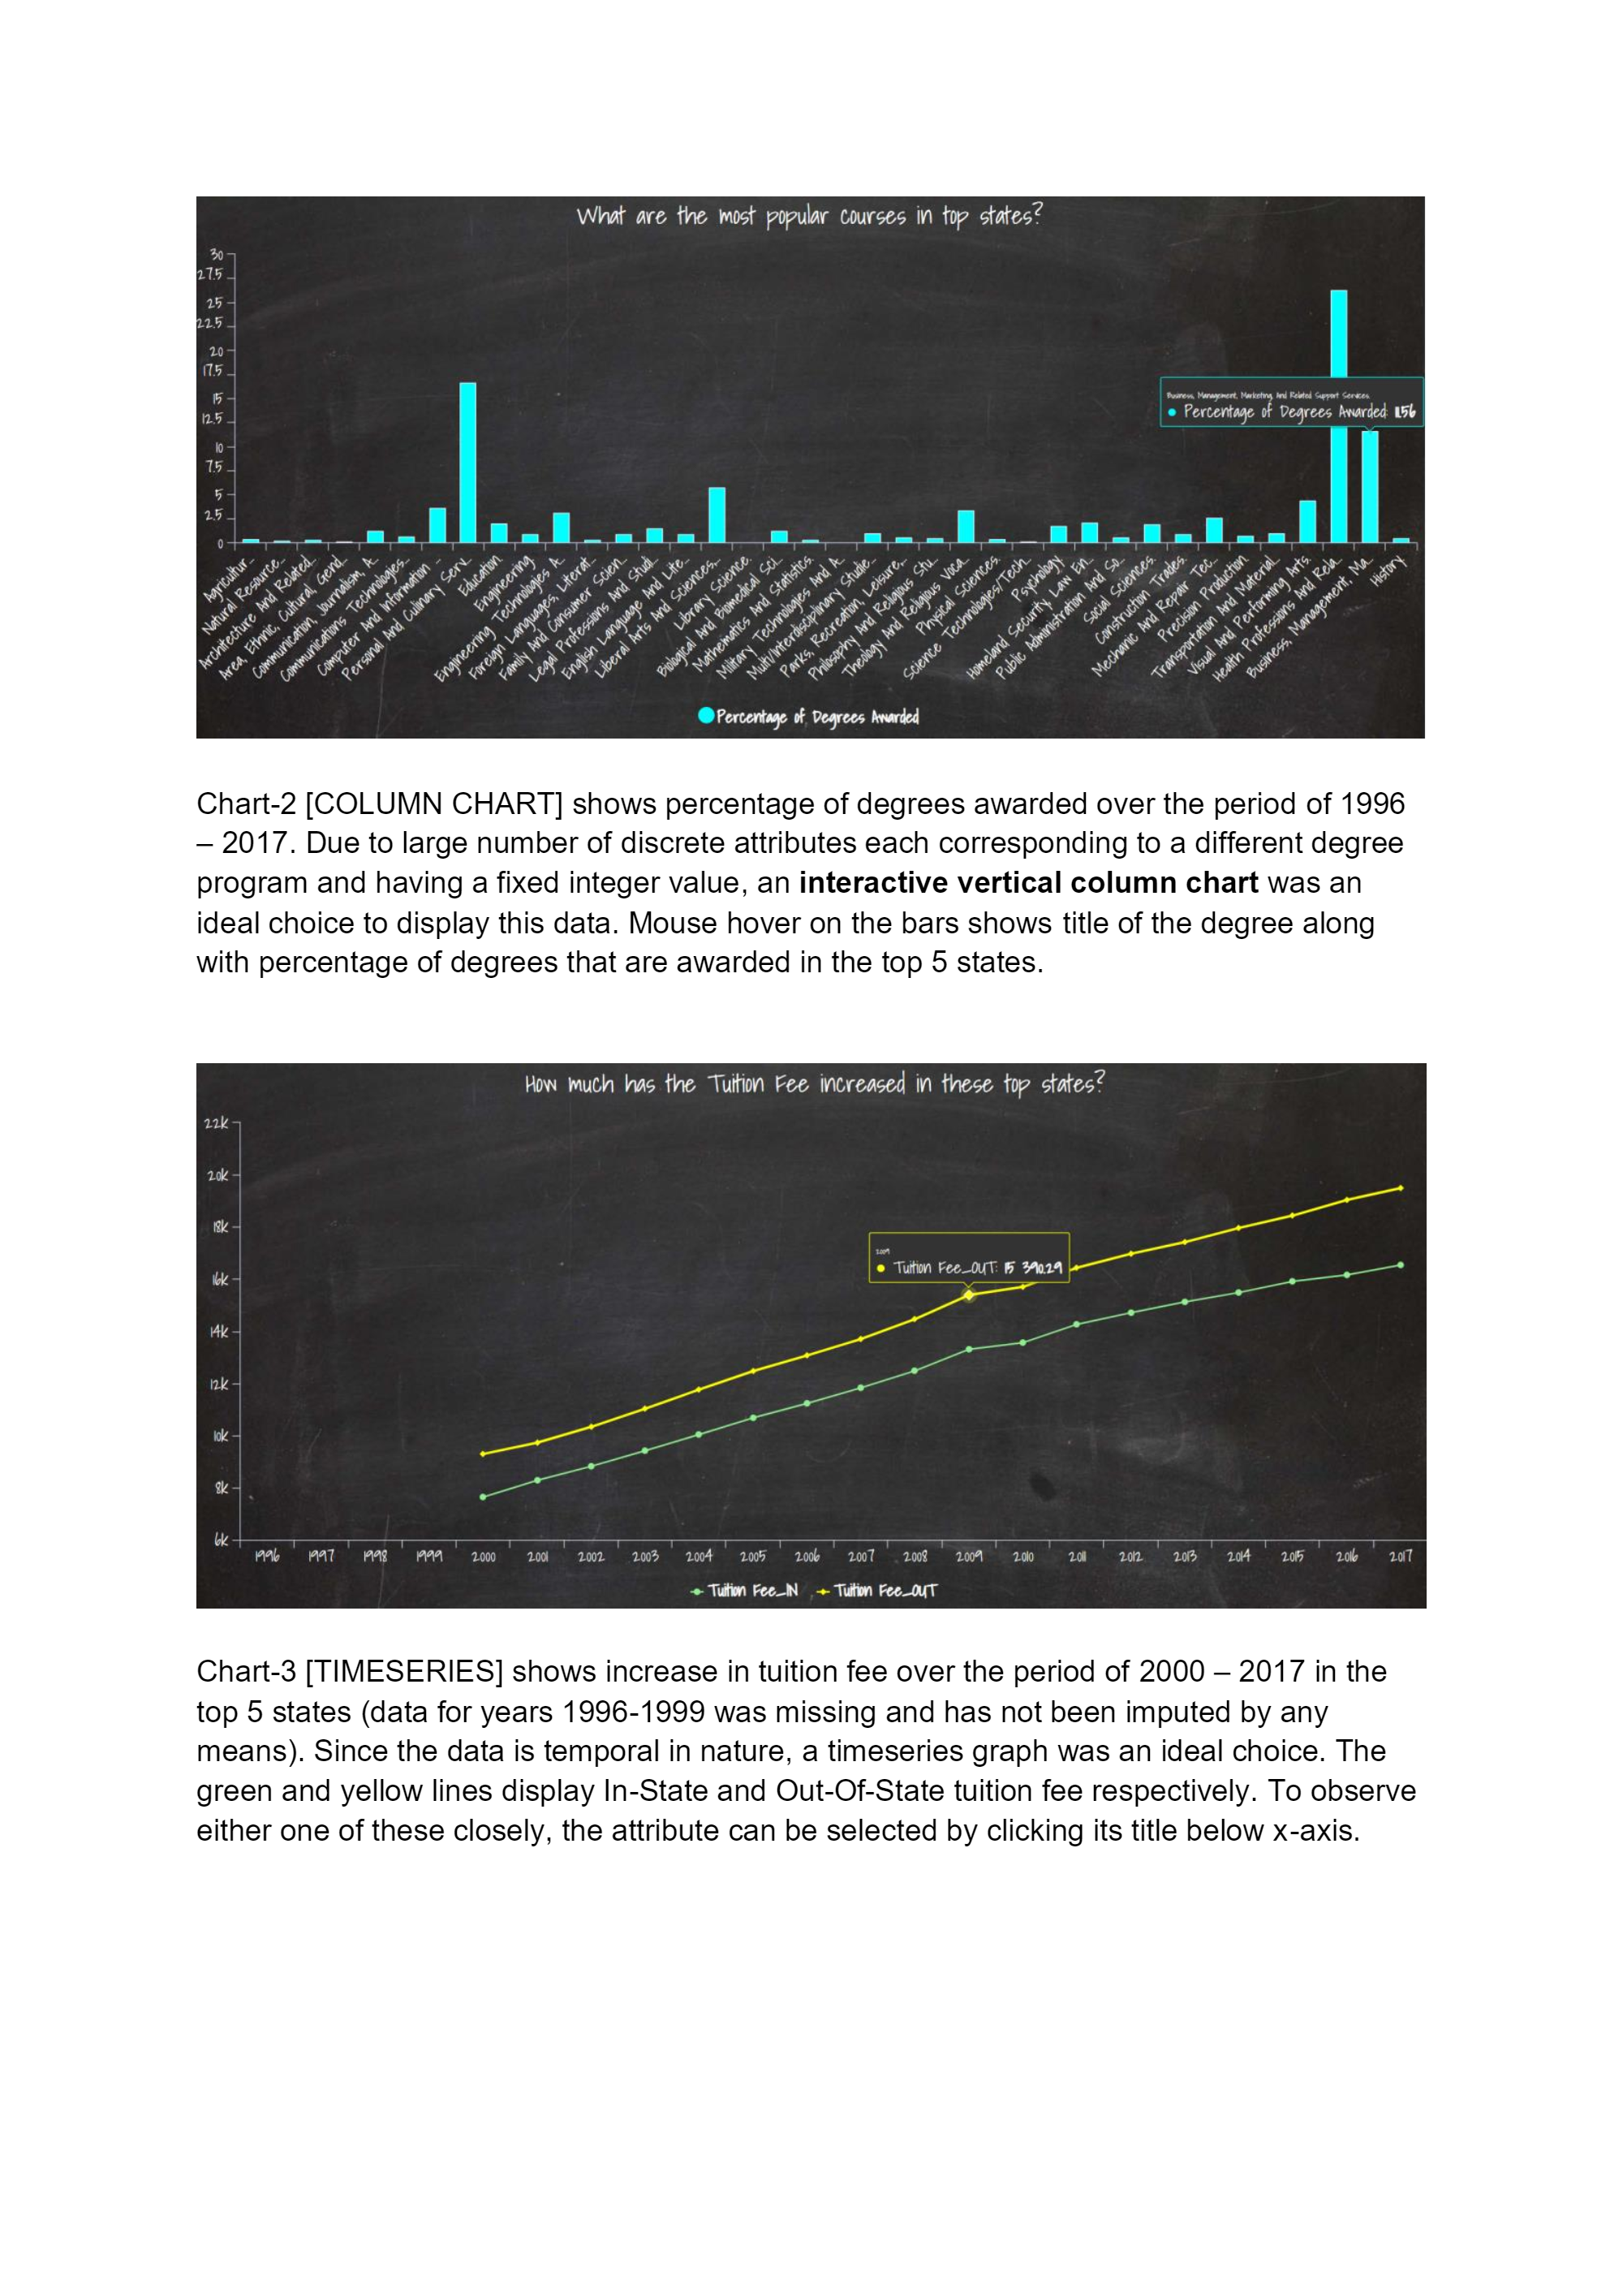 What are the most popular courses in top states?
30
27.5
25
22.5
20
17.5
15
12.5
10
7.5
5
2.5
0
Business, Management, Marketing, And Related Support Services
Percentage of Degrees Awarded: 11.56
Agricultur...
Natural Resource...
Architecture And Related...
Area, Ethnic, Cultural, Gend...
Communication, Journalism, A...
Communications Technologies...
Computer And Information ...
Personal And Culinary Serv...
Education.
Engineering
Engineering Technologies A...
Foreign Languages, Literat...
Family And Consumer Scien...
Legal Professions And Studi...
English Language And Lite...
Liberal Arts And Sciences,...
Library Science.
Biological And Biomedical Sci...
Mathematics And Statistics.
Military Technologies And A...
Multi/Interdisciplinary Studie...
Parks, Recreation, Leisure,...
Philosophy And Religious Stu...
Theology And Religious Voca...
Physical Sciences.
Science Technologies/Tech...
Psychology.
Homeland Security, Law En...
Public Administration And So...
Social Sciences.
Construction Trades.
Mechanic And Repair Tec...
Precision Production.
Transportation And Material...
Visual And Performing Arts.
Health Professions And Rela...
Business, Management, Ma...
History.
Percentage of Degrees Awarded
Chart-2 [COLUMN CHART] shows percentage of degrees awarded over the period of 1996
– 2017. Due to large number of discrete attributes each corresponding to a different degree
program and having a fixed integer value, an interactive vertical column chart was an
ideal choice to display this data. Mouse hover on the bars shows title of the degree along
with percentage of degrees that are awarded in the top 5 states.
How much has the Tuition Fee increased in these top states?
22k
20k
18k
16k
14k
12k
10k
8k
6k
2009
Tuition Fee_OUT: 15 390.29
1996 1997 1998 1999 2000 2001 2002 2003 2004 2005 2006 2007 2008 2009 2010 2011 2012 2013 2014 2015 2016 2017
Tuition Fee_IN Tuition Fee_OUT
Chart-3 [TIMESERIES] shows increase in tuition fee over the period of 2000 – 2017 in the
top 5 states (data for years 1996-1999 was missing and has not been imputed by any
means). Since the data is temporal in nature, a timeseries graph was an ideal choice. The
green and yellow lines display In-State and Out-Of-State tuition fee respectively. To observe
either one of these closely, the attribute can be selected by clicking its title below x-axis.